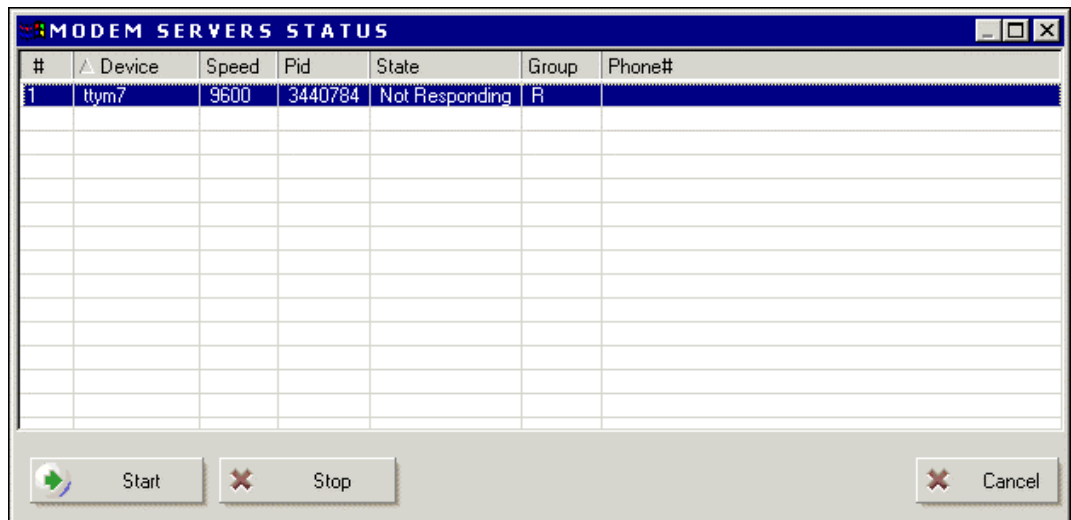 MODEM SERVERS STATUS
# Device Speed Pid State Group Phone#
1 ttym7 9600 3440784 Not Responding R
Start Stop Cancel